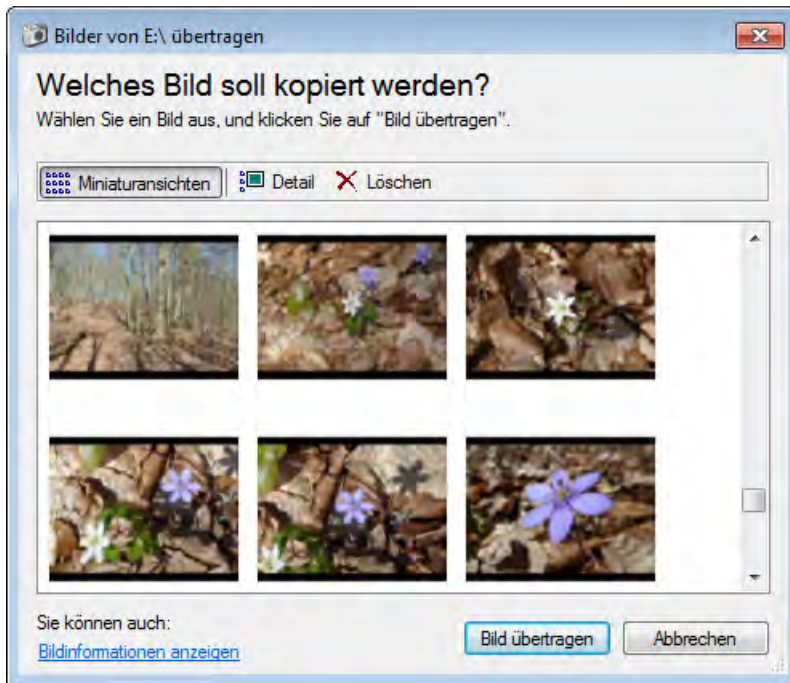 Bilder von E:\ übertragen
Welches Bild soll kopiert werden?
Wählen Sie ein Bild aus, und klicken Sie auf "Bild übertragen".
Miniaturansichten Detail Löschen
Sie können auch:
Bildinformationen anzeigen
Bild übertragen Abbrechen